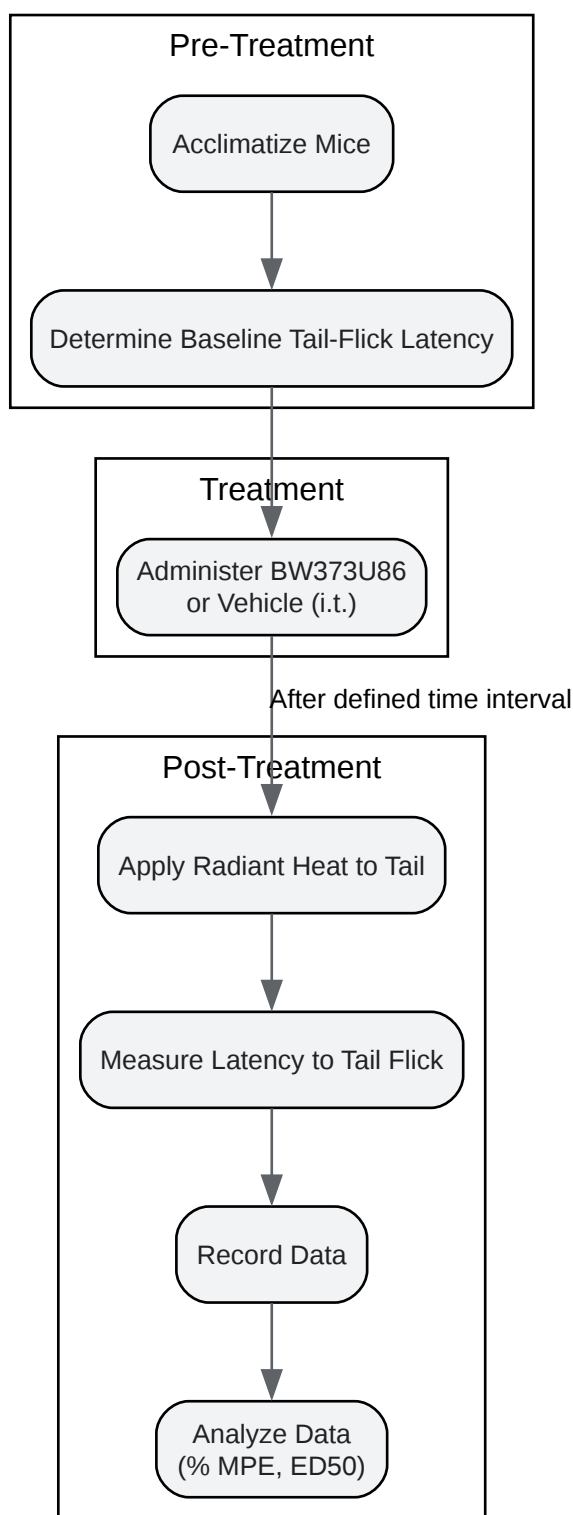 Pre-Treatment
Acclimatize Mice
Determine Baseline Tail-Flick Latency
Treatment
Administer BW373U86
or Vehicle (i.t.)
After defined time interval
Post-Treatment
Apply Radiant Heat to Tail
Measure Latency to Tail Flick
Record Data
Analyze Data
(% MPE, ED50)